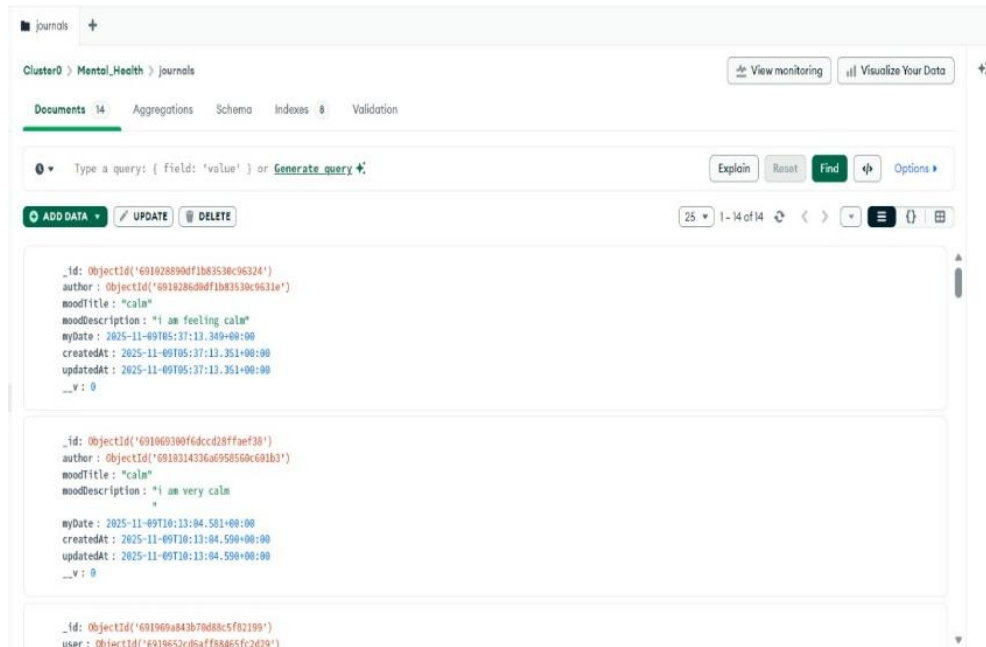 journals +
Cluster0 > Mental_Health > journals
View monitoring
Visualize Your Data
Documents 14 Aggregations Schema Indexes 8 Validation
Type a query: { field: 'value' } or Generate query
Explain Reset Find </> Options
ADD DATA UPDATE DELETE
25 1-14 of 14 {}
_id: ObjectId('691028890df1b83530c96324')
author : ObjectId('6910286d0df1b83530c9631e')
moodTitle : "calm"
moodDescription : "i am feeling calm"
myDate : 2025-11-09T05:37:13.349+00:00
createdAt : 2025-11-09T05:37:13.351+00:00
updatedAt : 2025-11-09T05:37:13.351+00:00
__v : 0
_id: ObjectId('691069300f6dccd28ffaef38')
author : ObjectId('6910314336a6958560c601b3')
moodTitle : "calm"
moodDescription : "i am very calm
"
myDate : 2025-11-09T10:13:04.581+00:00
createdAt : 2025-11-09T10:13:04.590+00:00
updatedAt : 2025-11-09T10:13:04.590+00:00
__v : 0
_id: ObjectId('691969a843b70d88c5f82199')
user : ObjectId('6919652cd6aff88465fc2d29')